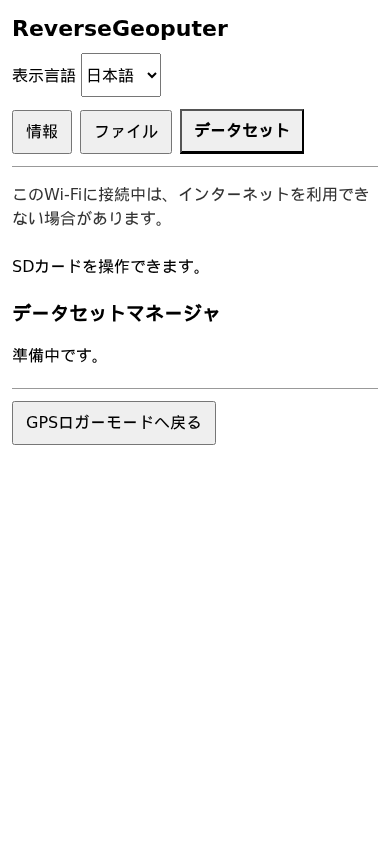 ReverseGeoputer
表示言語 日本語
情報 ファイル データセット
このWi-Fiに接続中は、インターネットを利用でき
ない場合があります。
SDカードを操作できます。
データセットマネージャ
準備中です。
GPSロガーモードへ戻る